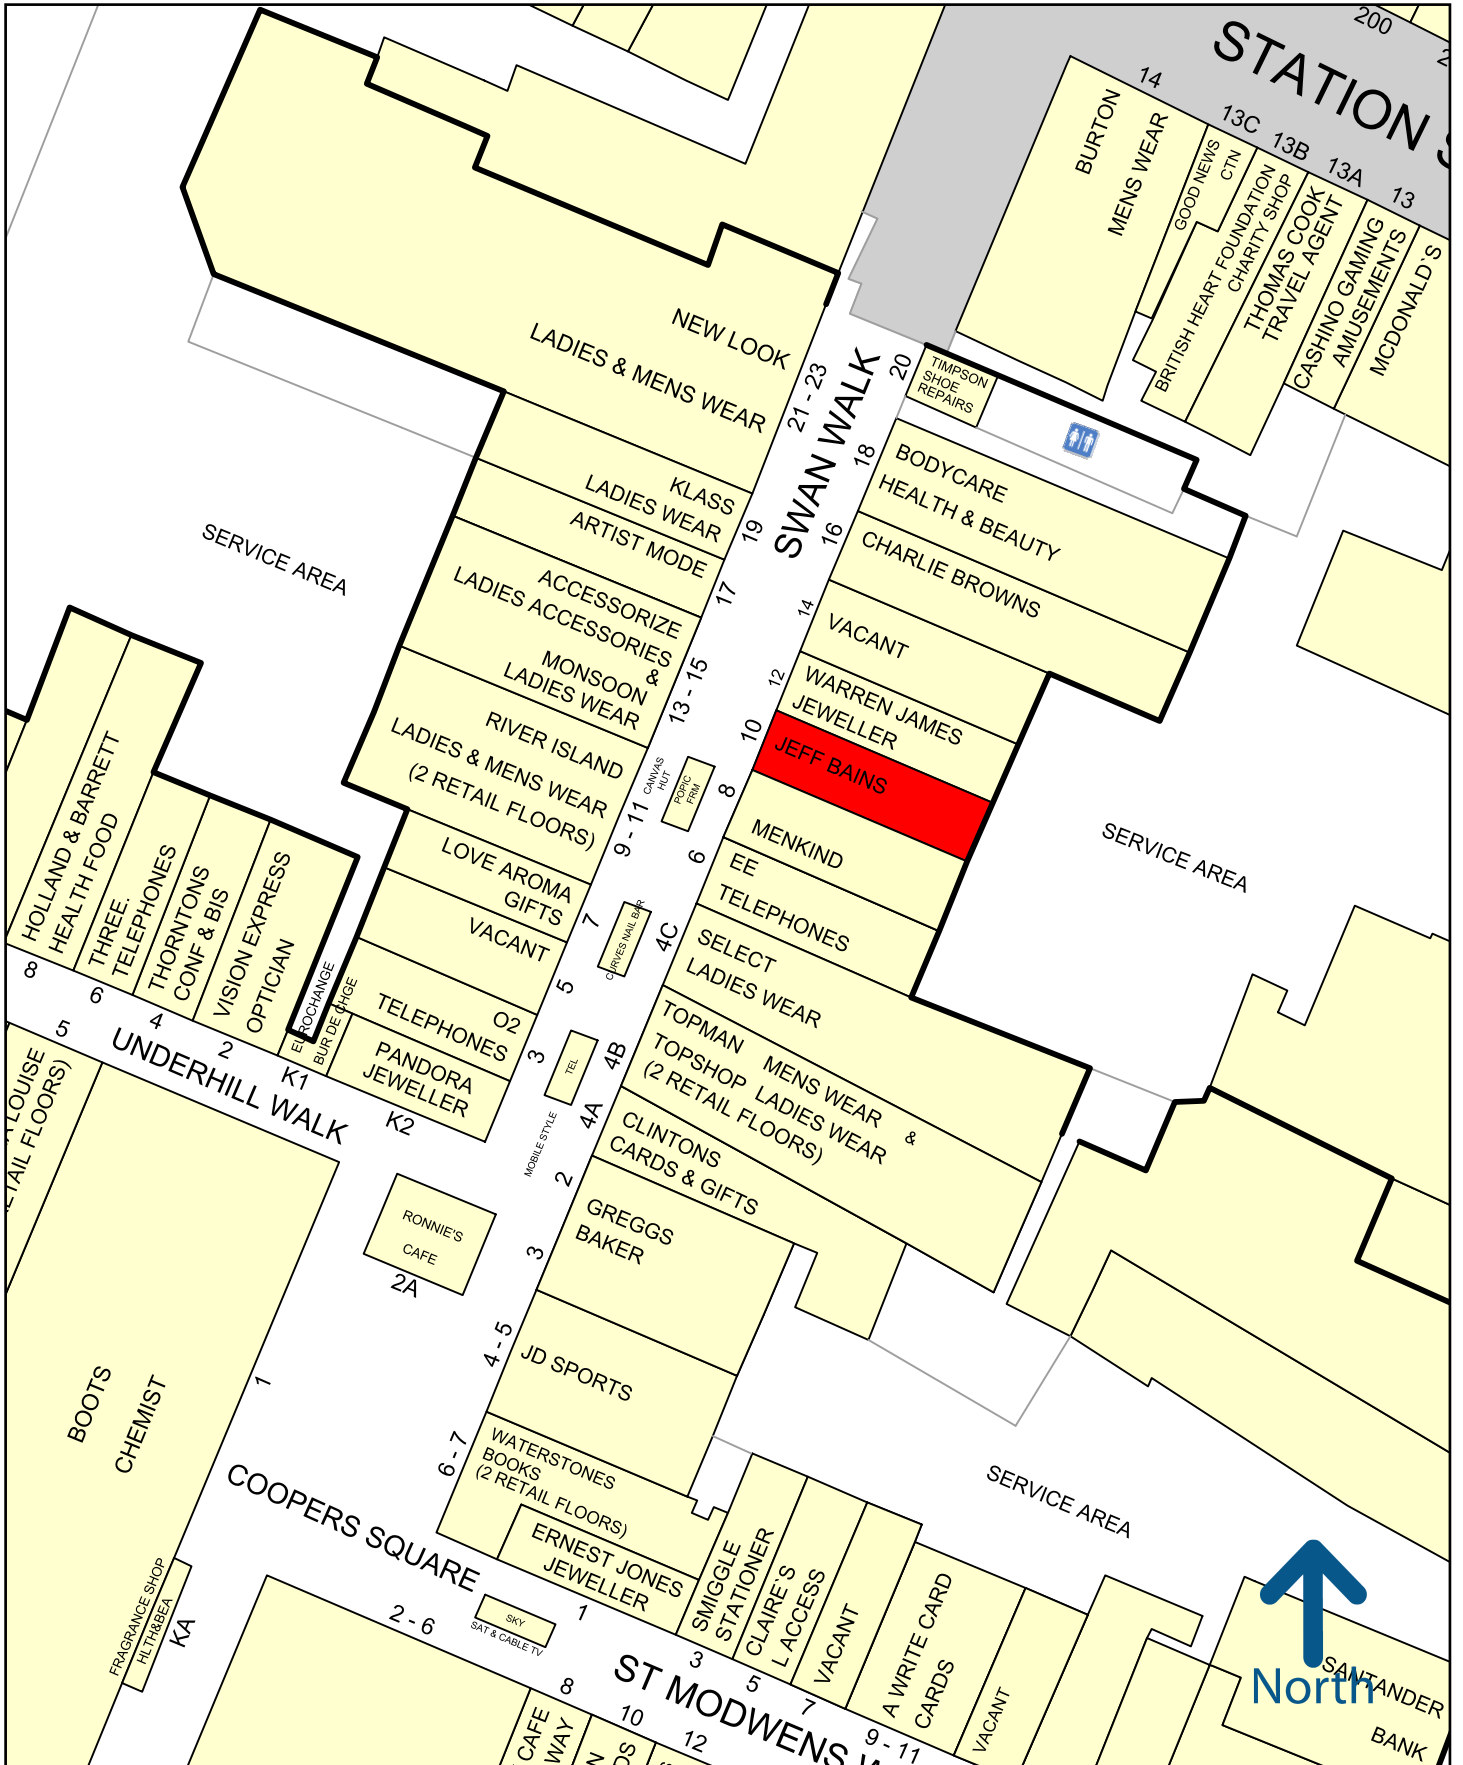 200
2
STATION S
14
13C
13B
13A
13
BURTON
MENS WEAR
GOOD NEWS
CTN
BRITISH HEART FOUNDATION
CHARITY SHOP
THOMAS COOK
TRAVEL AGENT
CASHINO GAMING
AMUSEMENTS
MCDONALD`S
NEW LOOK
LADIES & MENS WEAR
21 - 23
SWAN WALK
20
TIMPSON
SHOE
REPAIRS
18
BODYCARE
HEALTH & BEAUTY
KLASS
LADIES WEAR
19
16
CHARLIE BROWNS
ARTIST MODE
17
14
VACANT
SERVICE AREA
ACCESSORIZE
LADIES ACCESSORIES
&
MONSOON
LADIES WEAR
13 - 15
12
WARREN JAMES
JEWELLER
10
JEFF BAINS
RIVER ISLAND
LADIES & MENS WEAR
(2 RETAIL FLOORS)
9 - 11
CANVAS
HUT
POPIC
FRM
8
MENKIND
SERVICE AREA
6
EE
TELEPHONES
LOVE AROMA
GIFTS
7
CURVES NAIL BAR
4C
SELECT
LADIES WEAR
VACANT
5
HOLLAND & BARRETT
HEALTH FOOD
THREE.
TELEPHONES
THORNTONS
CONF & BIS
VISION EXPRESS
OPTICIAN
EUROCHANGE
BUR DE CHGE
O2
TELEPHONES
3
TEL
4B
TOPMAN MENS WEAR
&
TOPSHOP LADIES WEAR
(2 RETAIL FLOORS)
8
6
4
2
K1
K2
PANDORA
JEWELLER
5
UNDERHILL WALK
MOBILE STYLE
4A
CLINTONS
CARDS & GIFTS
2
LOUISE
TAIL FLOORS)
RONNIE'S
CAFE
2A
GREGGS
BAKER
3
4 - 5
JD SPORTS
BOOTS
CHEMIST
1
6 - 7
WATERSTONES
BOOKS
(2 RETAIL FLOORS)
ERNEST JONES
JEWELLER
COOPERS SQUARE
SERVICE AREA
SMIGGLE
STATIONER
CLAIRE`S
L ACCESS
VACANT
A WRITE CARD
CARDS
VACANT
FRAGRANCE SHOP
HLTH&BEA
KA
2 - 6
SKY
SAT & CABLE TV
1
3
5
7
9 - 11
ST MODWENS W
8
10
12
CAFE
WAY
North
SANTANDER
BANK